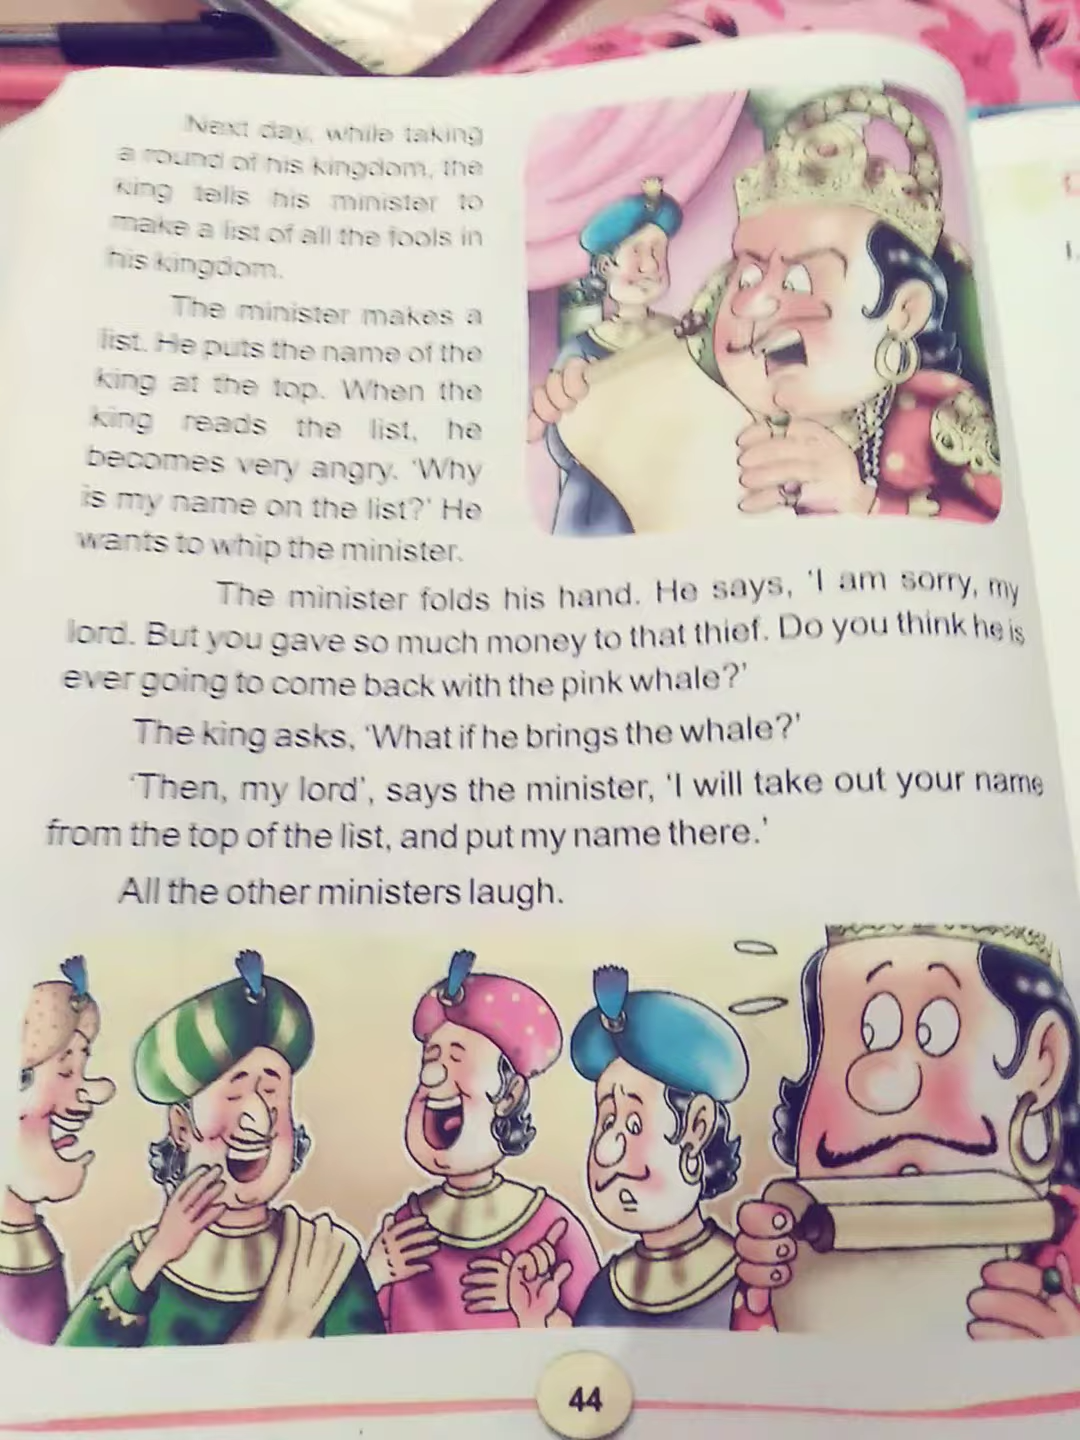 Next day, while taking
a round of his kingdom, the
king tells his minister to
make a list of all the fools in
his kingdom.
The minister makes a
list. He puts the name of the
king at the top. When the
king reads the list, he
becomes very angry. ‘Why
is my name on the list?’ He
wants to whip the minister.
The minister folds his hand. He says, ‘I am sorry, my
lord. But you gave so much money to that thief. Do you think he is
ever going to come back with the pink whale?’
The king asks, ‘What if he brings the whale?’
‘Then, my lord’, says the minister, ‘I will take out your name
from the top of the list, and put my name there.’
All the other ministers laugh.
44
1.